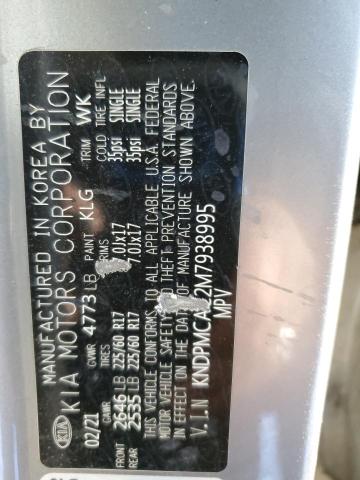 MANUFACTURED IN KOREA BY
KIA KIA MOTORS CORPORATION
02/21 GVWR 4773 LB PAINT KLG TRIM WK
GAWR TIRES RIMS COLD TIRE INFL
FRONT 2646 LB 225/60 R17 7.0Jx17 35psi SINGLE
REAR 2535 LB 225/60 R17 7.0Jx17 35psi SINGLE
THIS VEHICLE CONFORMS TO ALL APPLICABLE U.S.A. FEDERAL
MOTOR VEHICLE SAFETY THEFT PREVENTION STANDARDS
IN EFFECT ON THE DATE OF MANUFACTURE SHOWN ABOVE.
V.I.N KNDPMCA 2M7938995
MPV